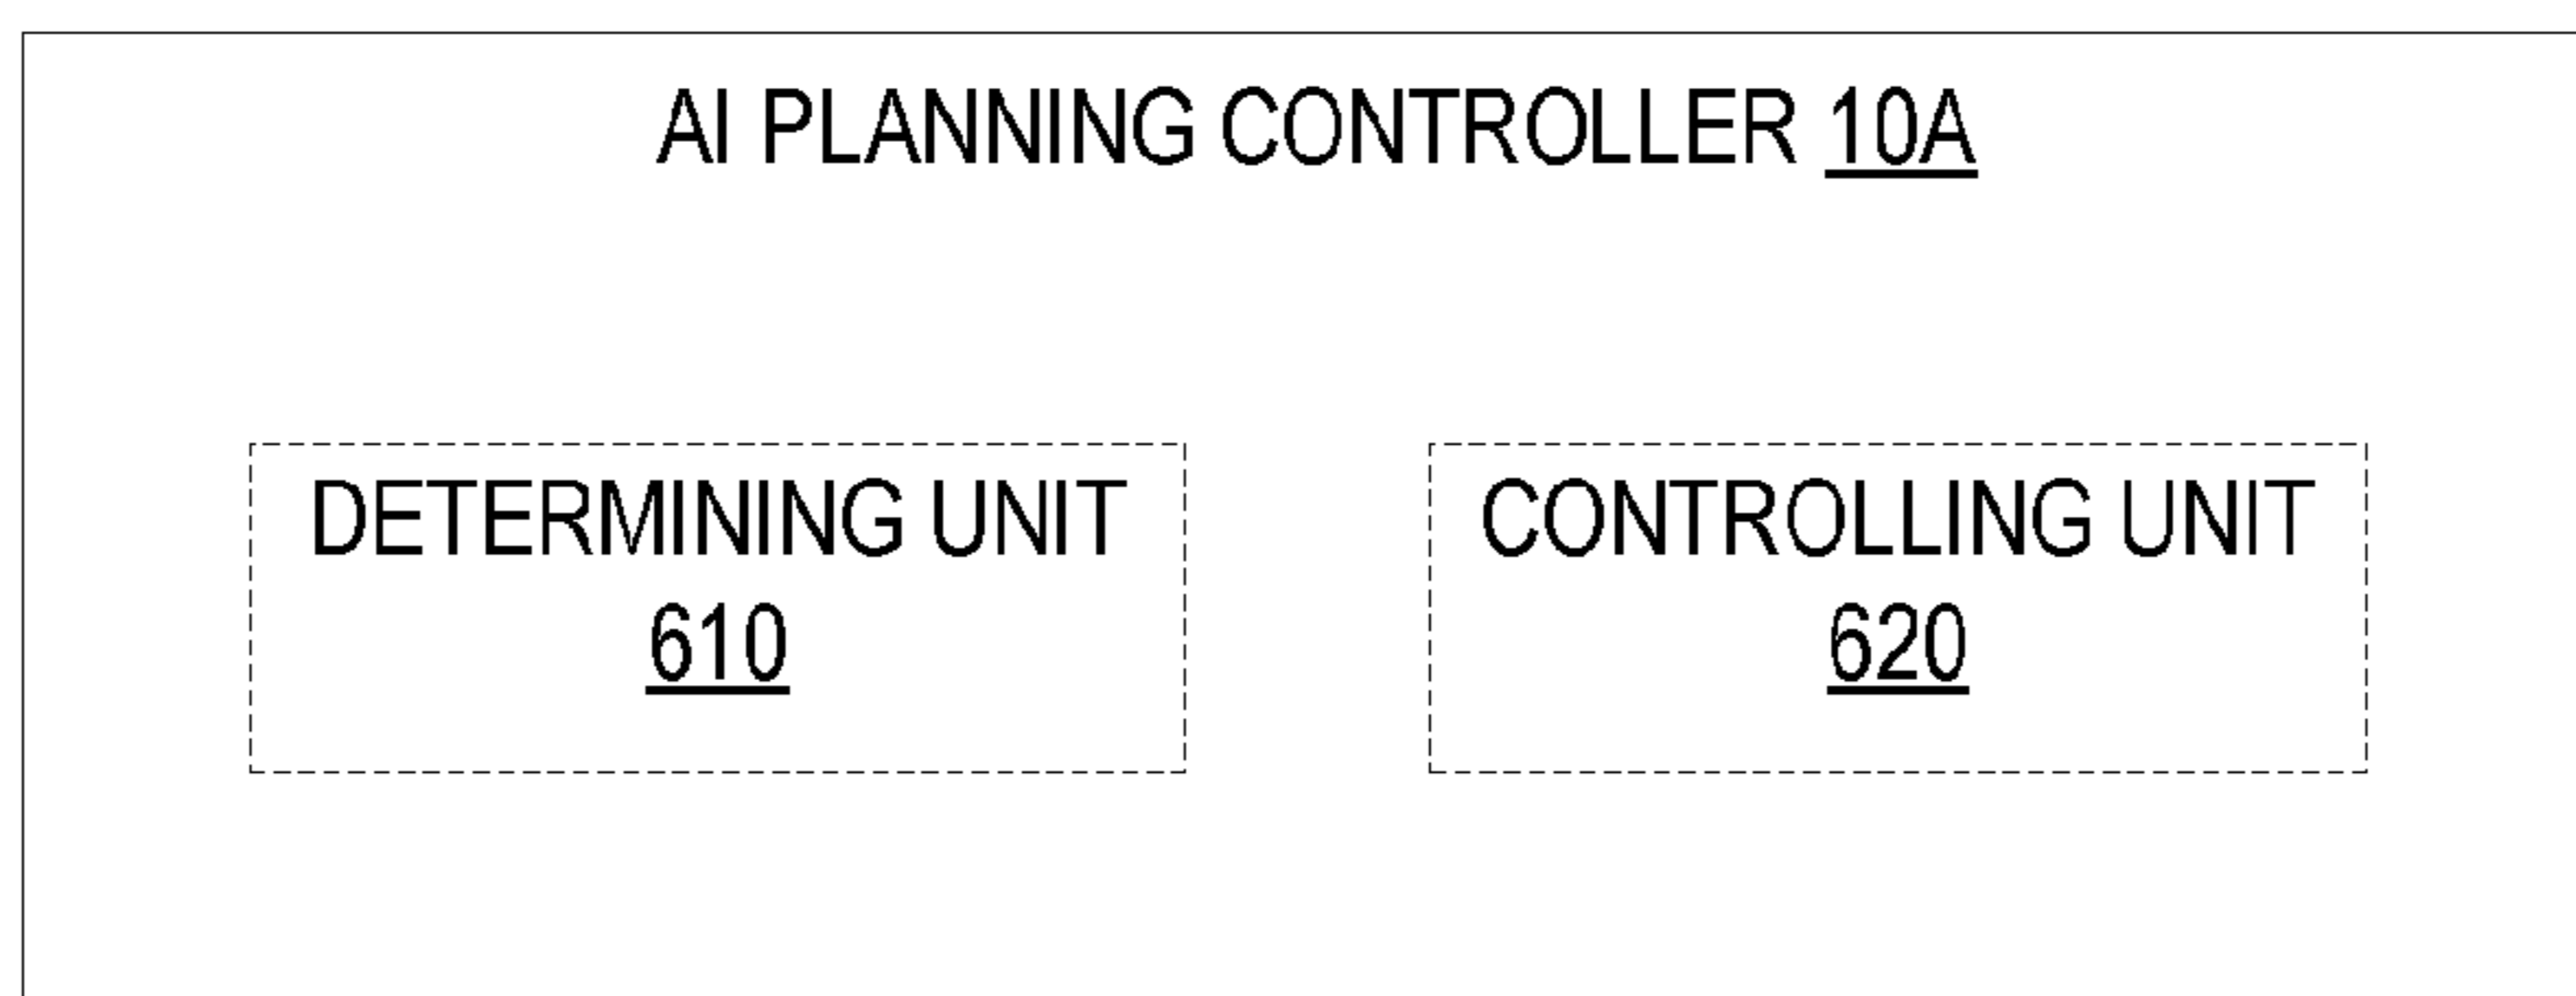 AI PLANNING CONTROLLER 10A
DETERMINING UNIT
610
CONTROLLING UNIT
620